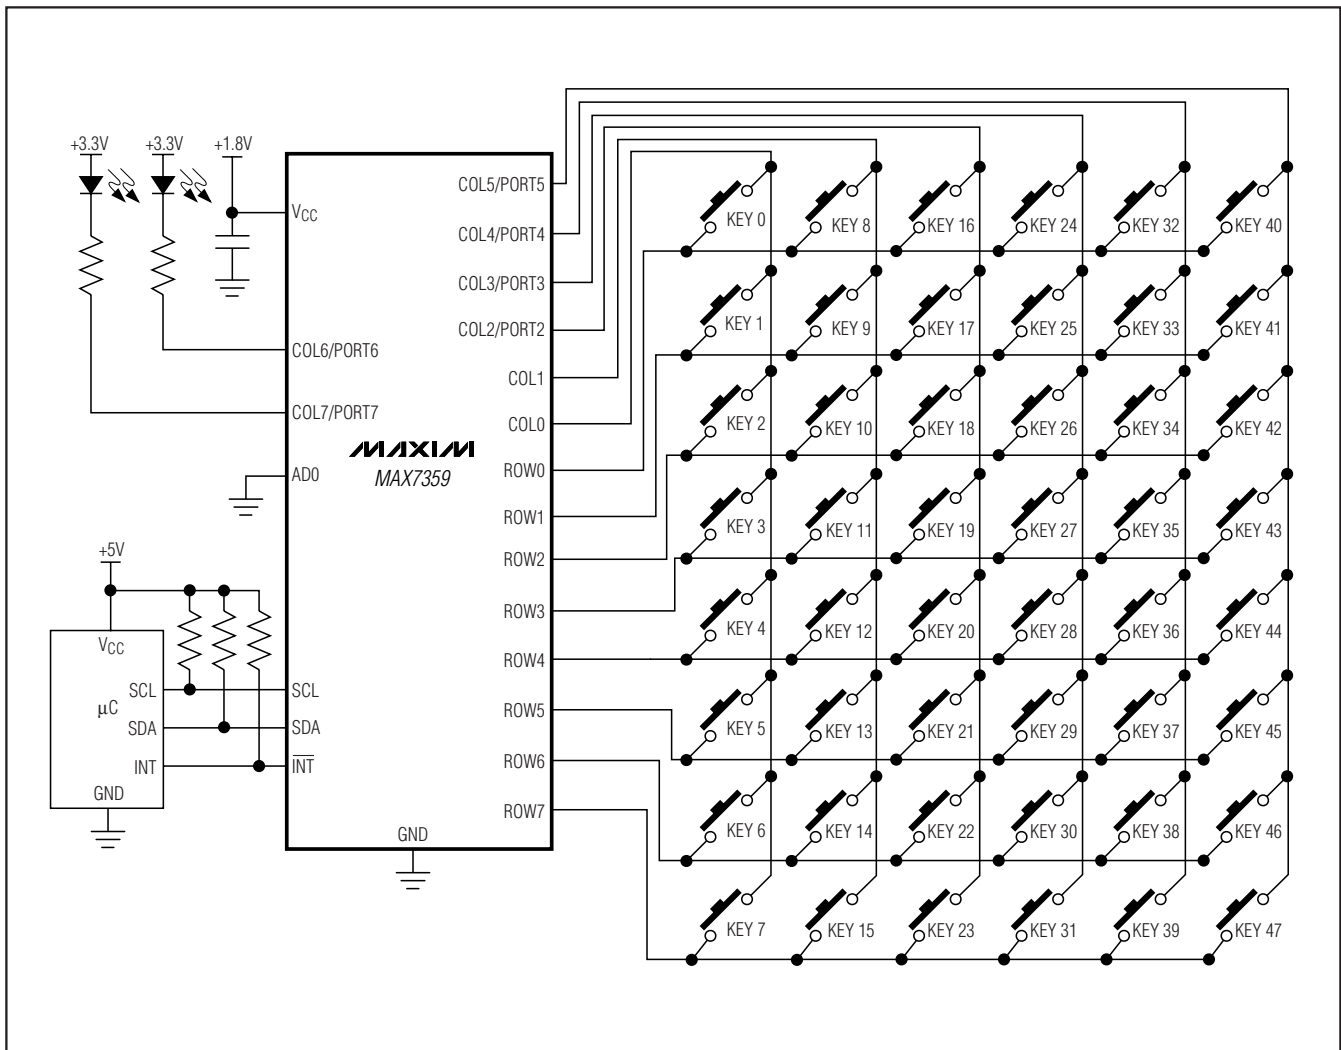 +3.3V +3.3V +1.8V
VCC
COL6/PORT6
COL7/PORT7
AD0
COL5/PORT5
COL4/PORT4
COL3/PORT3
COL2/PORT2
COL1
COL0
ROW0
ROW1
ROW2
ROW3
ROW4
ROW5
ROW6
ROW7
MAXIM
MAX7359
+5V
VCC
μC
SCL
SDA
INT
GND
SCL
SDA
INT
GND
KEY 0 KEY 8 KEY 16 KEY 24 KEY 32 KEY 40
KEY 1 KEY 9 KEY 17 KEY 25 KEY 33 KEY 41
KEY 2 KEY 10 KEY 18 KEY 26 KEY 34 KEY 42
KEY 3 KEY 11 KEY 19 KEY 27 KEY 35 KEY 43
KEY 4 KEY 12 KEY 20 KEY 28 KEY 36 KEY 44
KEY 5 KEY 13 KEY 21 KEY 29 KEY 37 KEY 45
KEY 6 KEY 14 KEY 22 KEY 30 KEY 38 KEY 46
KEY 7 KEY 15 KEY 23 KEY 31 KEY 39 KEY 47